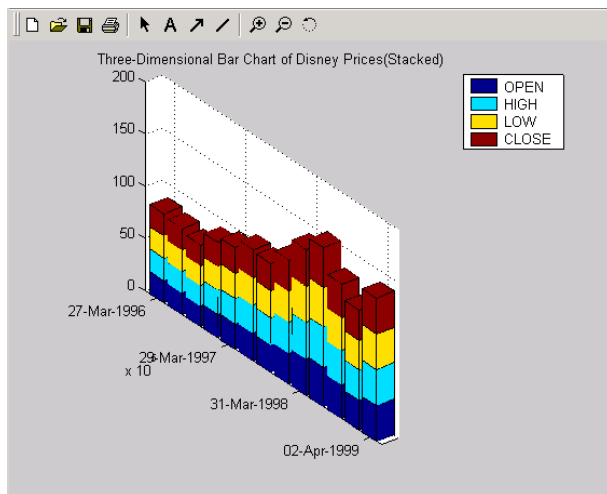 Three-Dimensional Bar Chart of Disney Prices(Stacked)
OPEN
HIGH
LOW
CLOSE
200
150
100
50
0
27-Mar-1996
29-Mar-1997
x 10
31-Mar-1998
02-Apr-1999